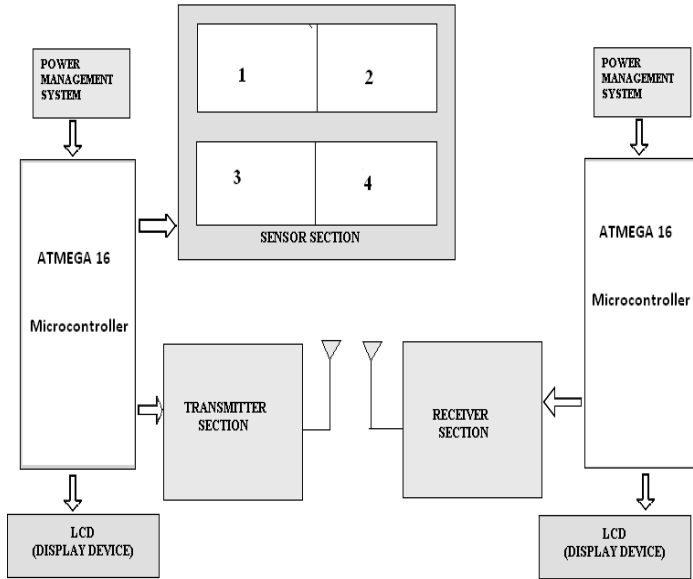 POWER
MANAGEMENT
SYSTEM
1
2
3
4
SENSOR SECTION
POWER
MANAGEMENT
SYSTEM
ATMEGA 16
Microcontroller
TRANSMITTER
SECTION
RECEIVER
SECTION
ATMEGA 16
Microcontroller
LCD
(DISPLAY DEVICE)
LCD
(DISPLAY DEVICE)